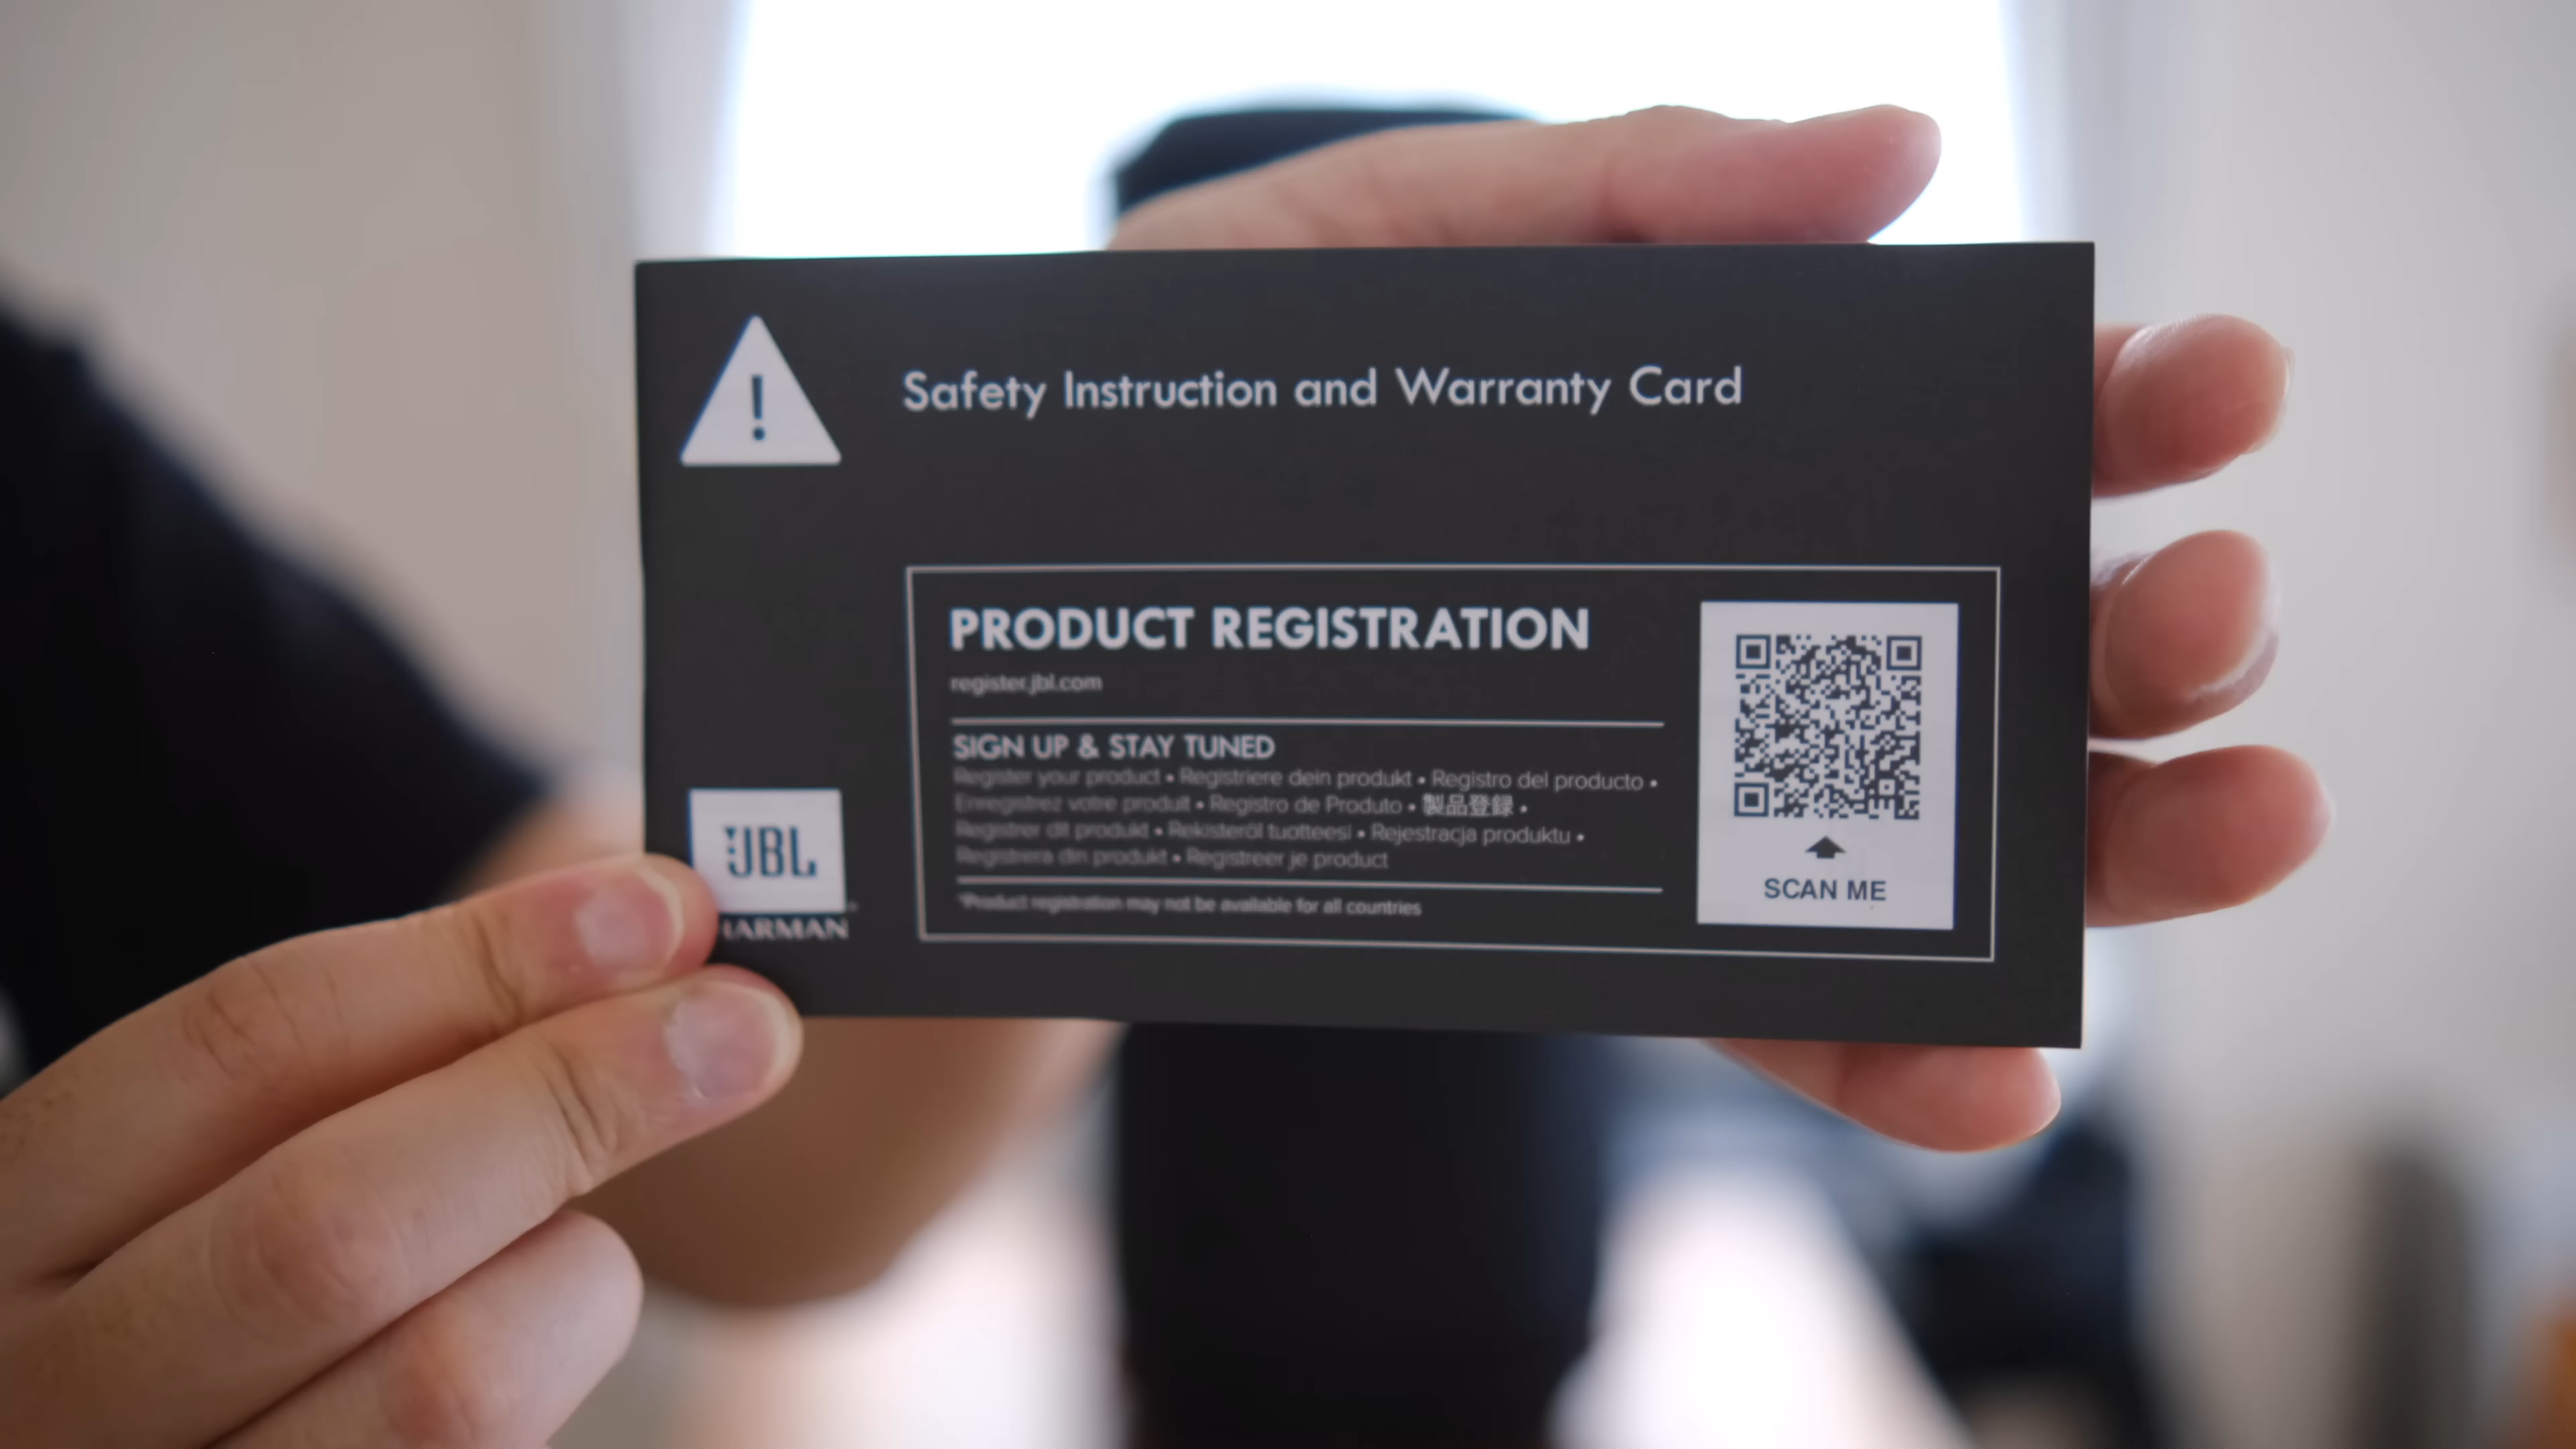 !
Safety Instruction and Warranty Card
PRODUCT REGISTRATION
register.jbl.com
SIGN UP & STAY TUNED
Register your product • Registriere dein produkt • Registro del producto •
Enregistrez votre produit • Registro de Produto • 製品登録 •
Registrer dit produkt • Rekisteröi tuotteesi • Rejestracja produktu •
Registrera din produkt • Registreer je product
*Product registration may not be available for all countries
SCAN ME
JBL
HARMAN